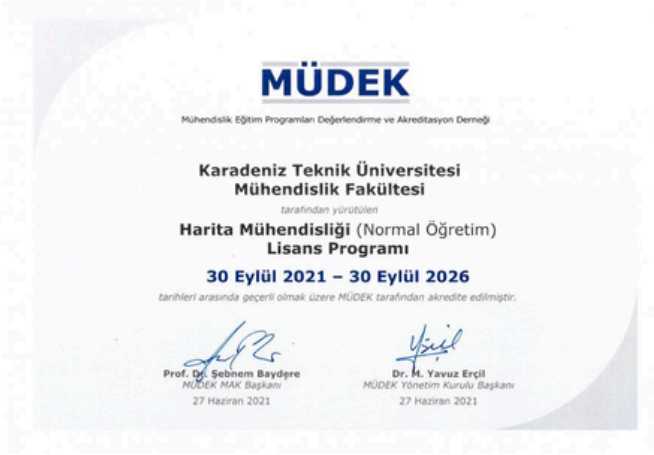 MÜDEK
Mühendislik Eğitim Programları Değerlendirme ve Akreditasyon Derneği
Karadeniz Teknik Üniversitesi
Mühendislik Fakültesi
tarafından yürütülen
Harita Mühendisliği (Normal Öğretim)
Lisans Programı
30 Eylül 2021 – 30 Eylül 2026
tarihleri arasında geçerli olmak üzere MÜDEK tarafından akredite edilmiştir.
Prof. Dr. Şebnem Baydere
MÜDEK MAK Başkanı
27 Haziran 2021
Dr. M. Yavuz Erçil
MÜDEK Yönetim Kurulu Başkanı
27 Haziran 2021